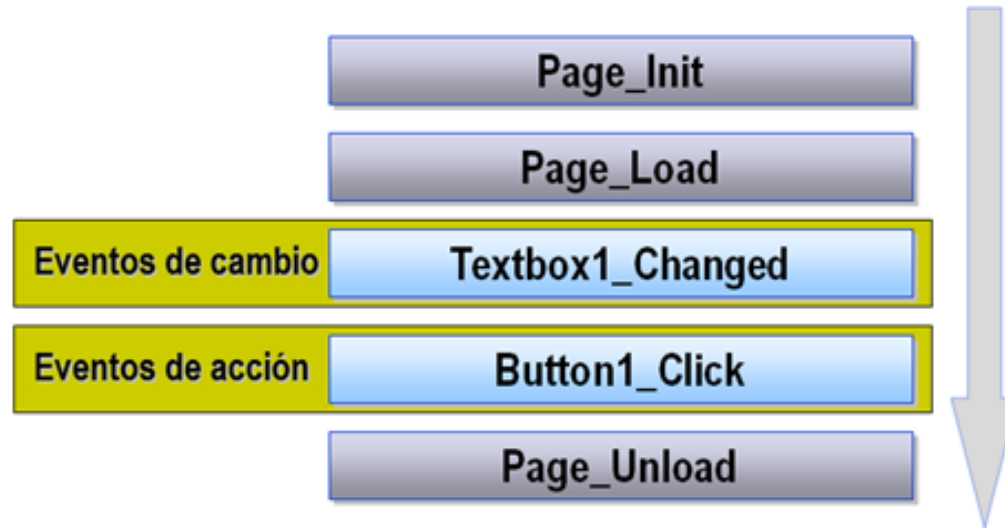 Page_Init
Page_Load
Eventos de cambio Textbox1_Changed
Eventos de acción Button1_Click
Page_Unload